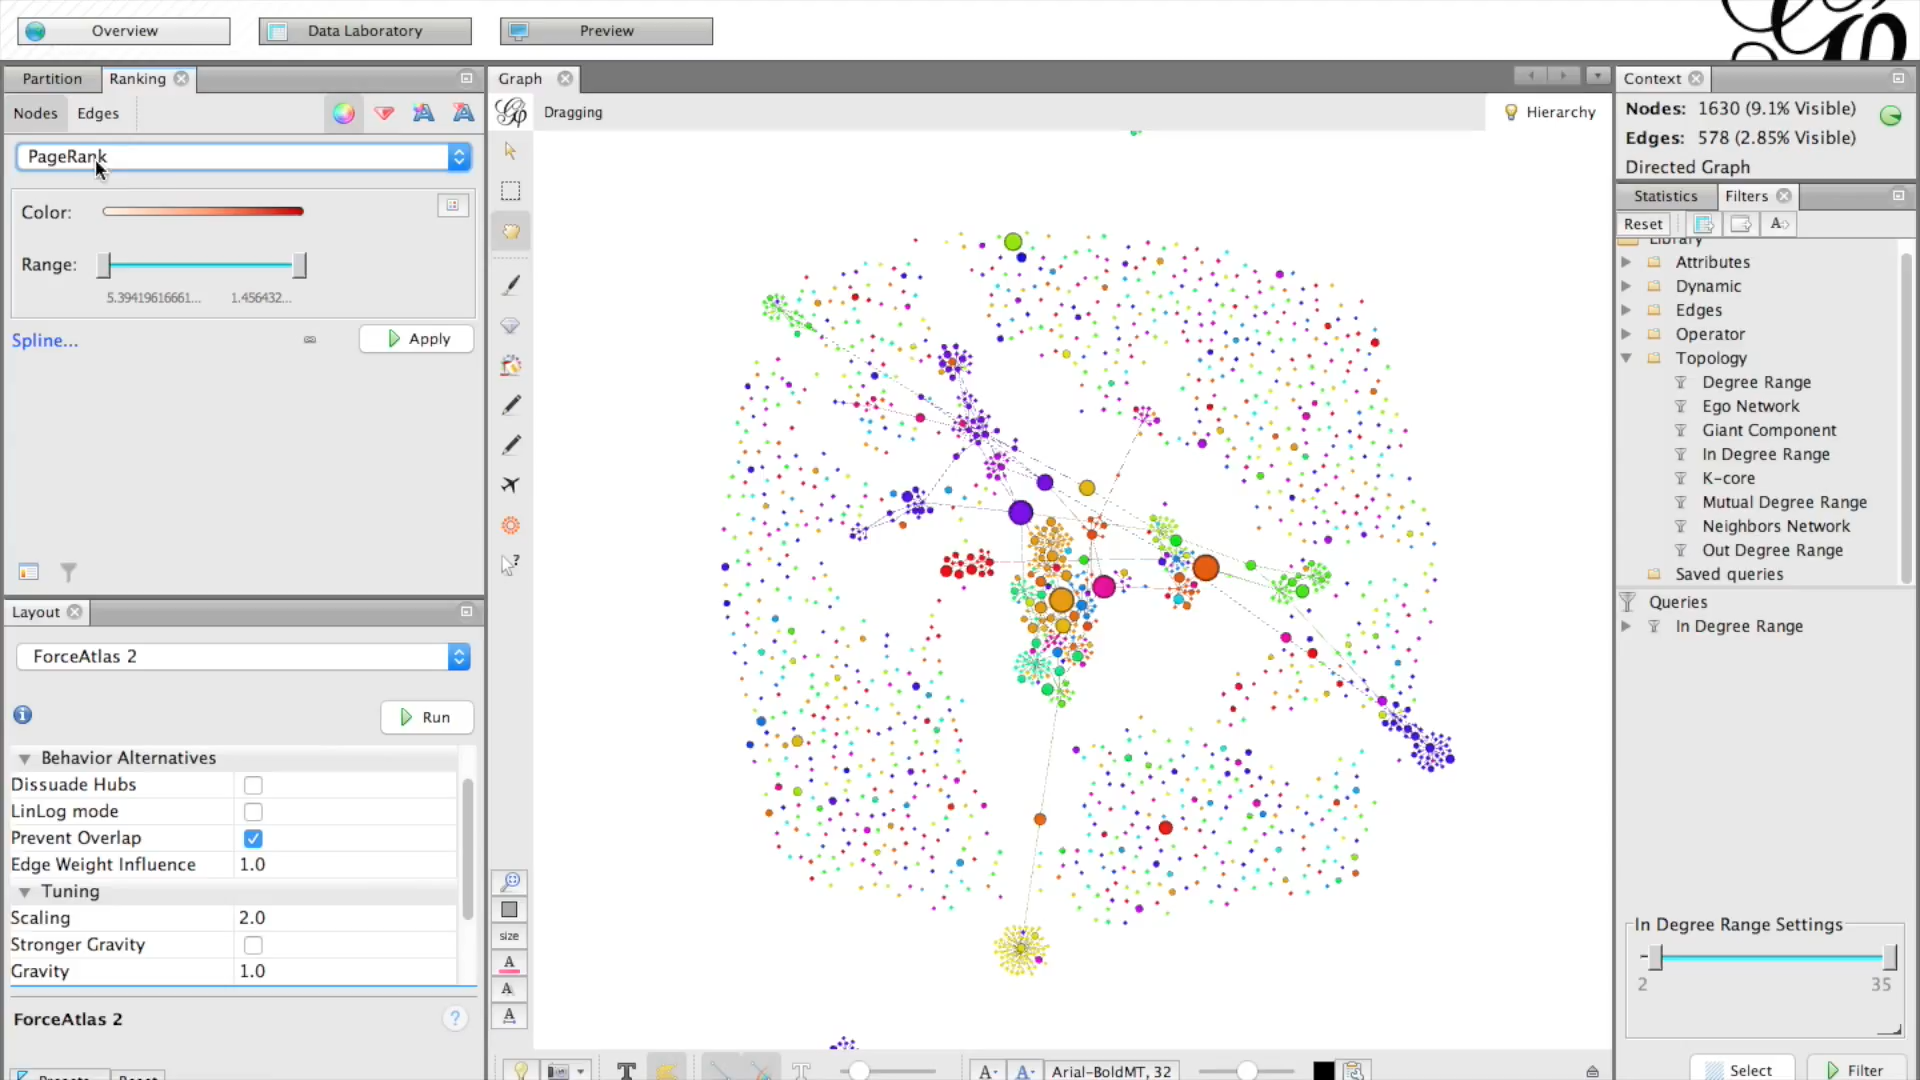 Overview
Data Laboratory
Preview
Partition
Ranking
Nodes
Edges
PageRank
Color:
Range:
5.39419616661...
1.456432...
Spline...
Apply
Layout
ForceAtlas 2
Run
Behavior Alternatives
Dissuade Hubs
LinLog mode
Prevent Overlap
Edge Weight Influence 1.0
Tuning
Scaling 2.0
Stronger Gravity
Gravity 1.0
ForceAtlas 2
?
Presets...
Reset
Graph
Dragging
Hierarchy
size
A
A
A
T
T
A-
A-
Arial-BoldMT, 32
Context
Nodes: 1630 (9.1% Visible)
Edges: 578 (2.85% Visible)
Directed Graph
Statistics
Filters
Reset
Library
Attributes
Dynamic
Edges
Operator
Topology
Degree Range
Ego Network
Giant Component
In Degree Range
K-core
Mutual Degree Range
Neighbors Network
Out Degree Range
Saved queries
Queries
In Degree Range
In Degree Range Settings
2
35
Select
Filter